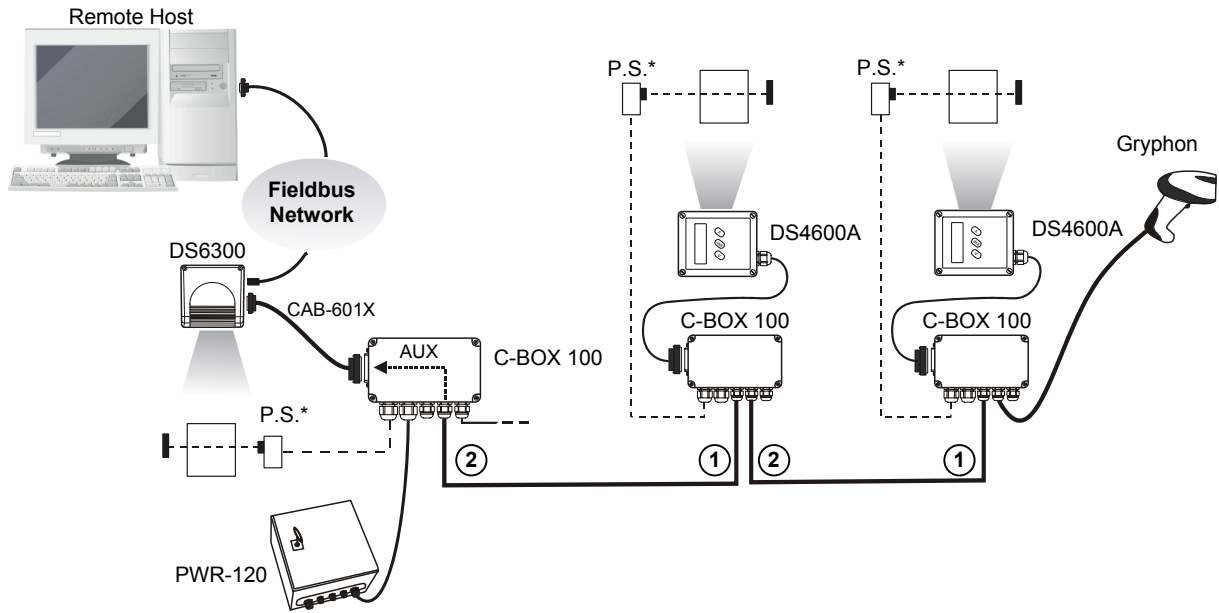 Remote Host
Fieldbus
Network
DS6300
CAB-601X
AUX
C-BOX 100
P.S.*
PWR-120
P.S.*
DS4600A
C-BOX 100
P.S.*
Gryphon
DS4600A
C-BOX 100
2
1
2
1